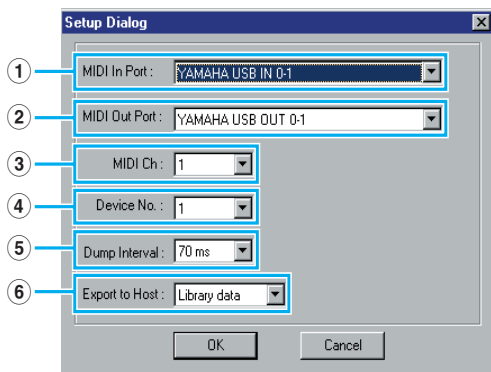 Setup Dialog
1 MIDI In Port : YAMAHA USB IN 0-1
2 MIDI Out Port : YAMAHA USB OUT 0-1
3 MIDI Ch : 1
4 Device No. : 1
5 Dump Interval : 70 ms
6 Export to Host : Library data
OK Cancel